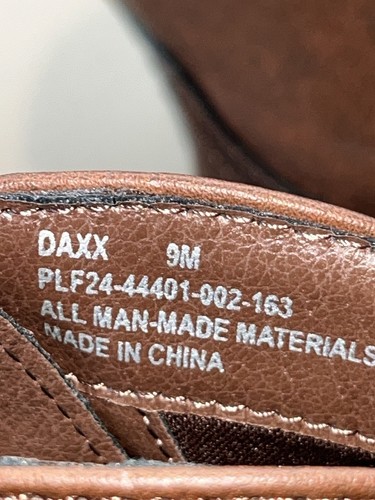 DAXX 9M
PLF24-44401-002-163
ALL MAN-MADE MATERIALS
MADE IN CHINA